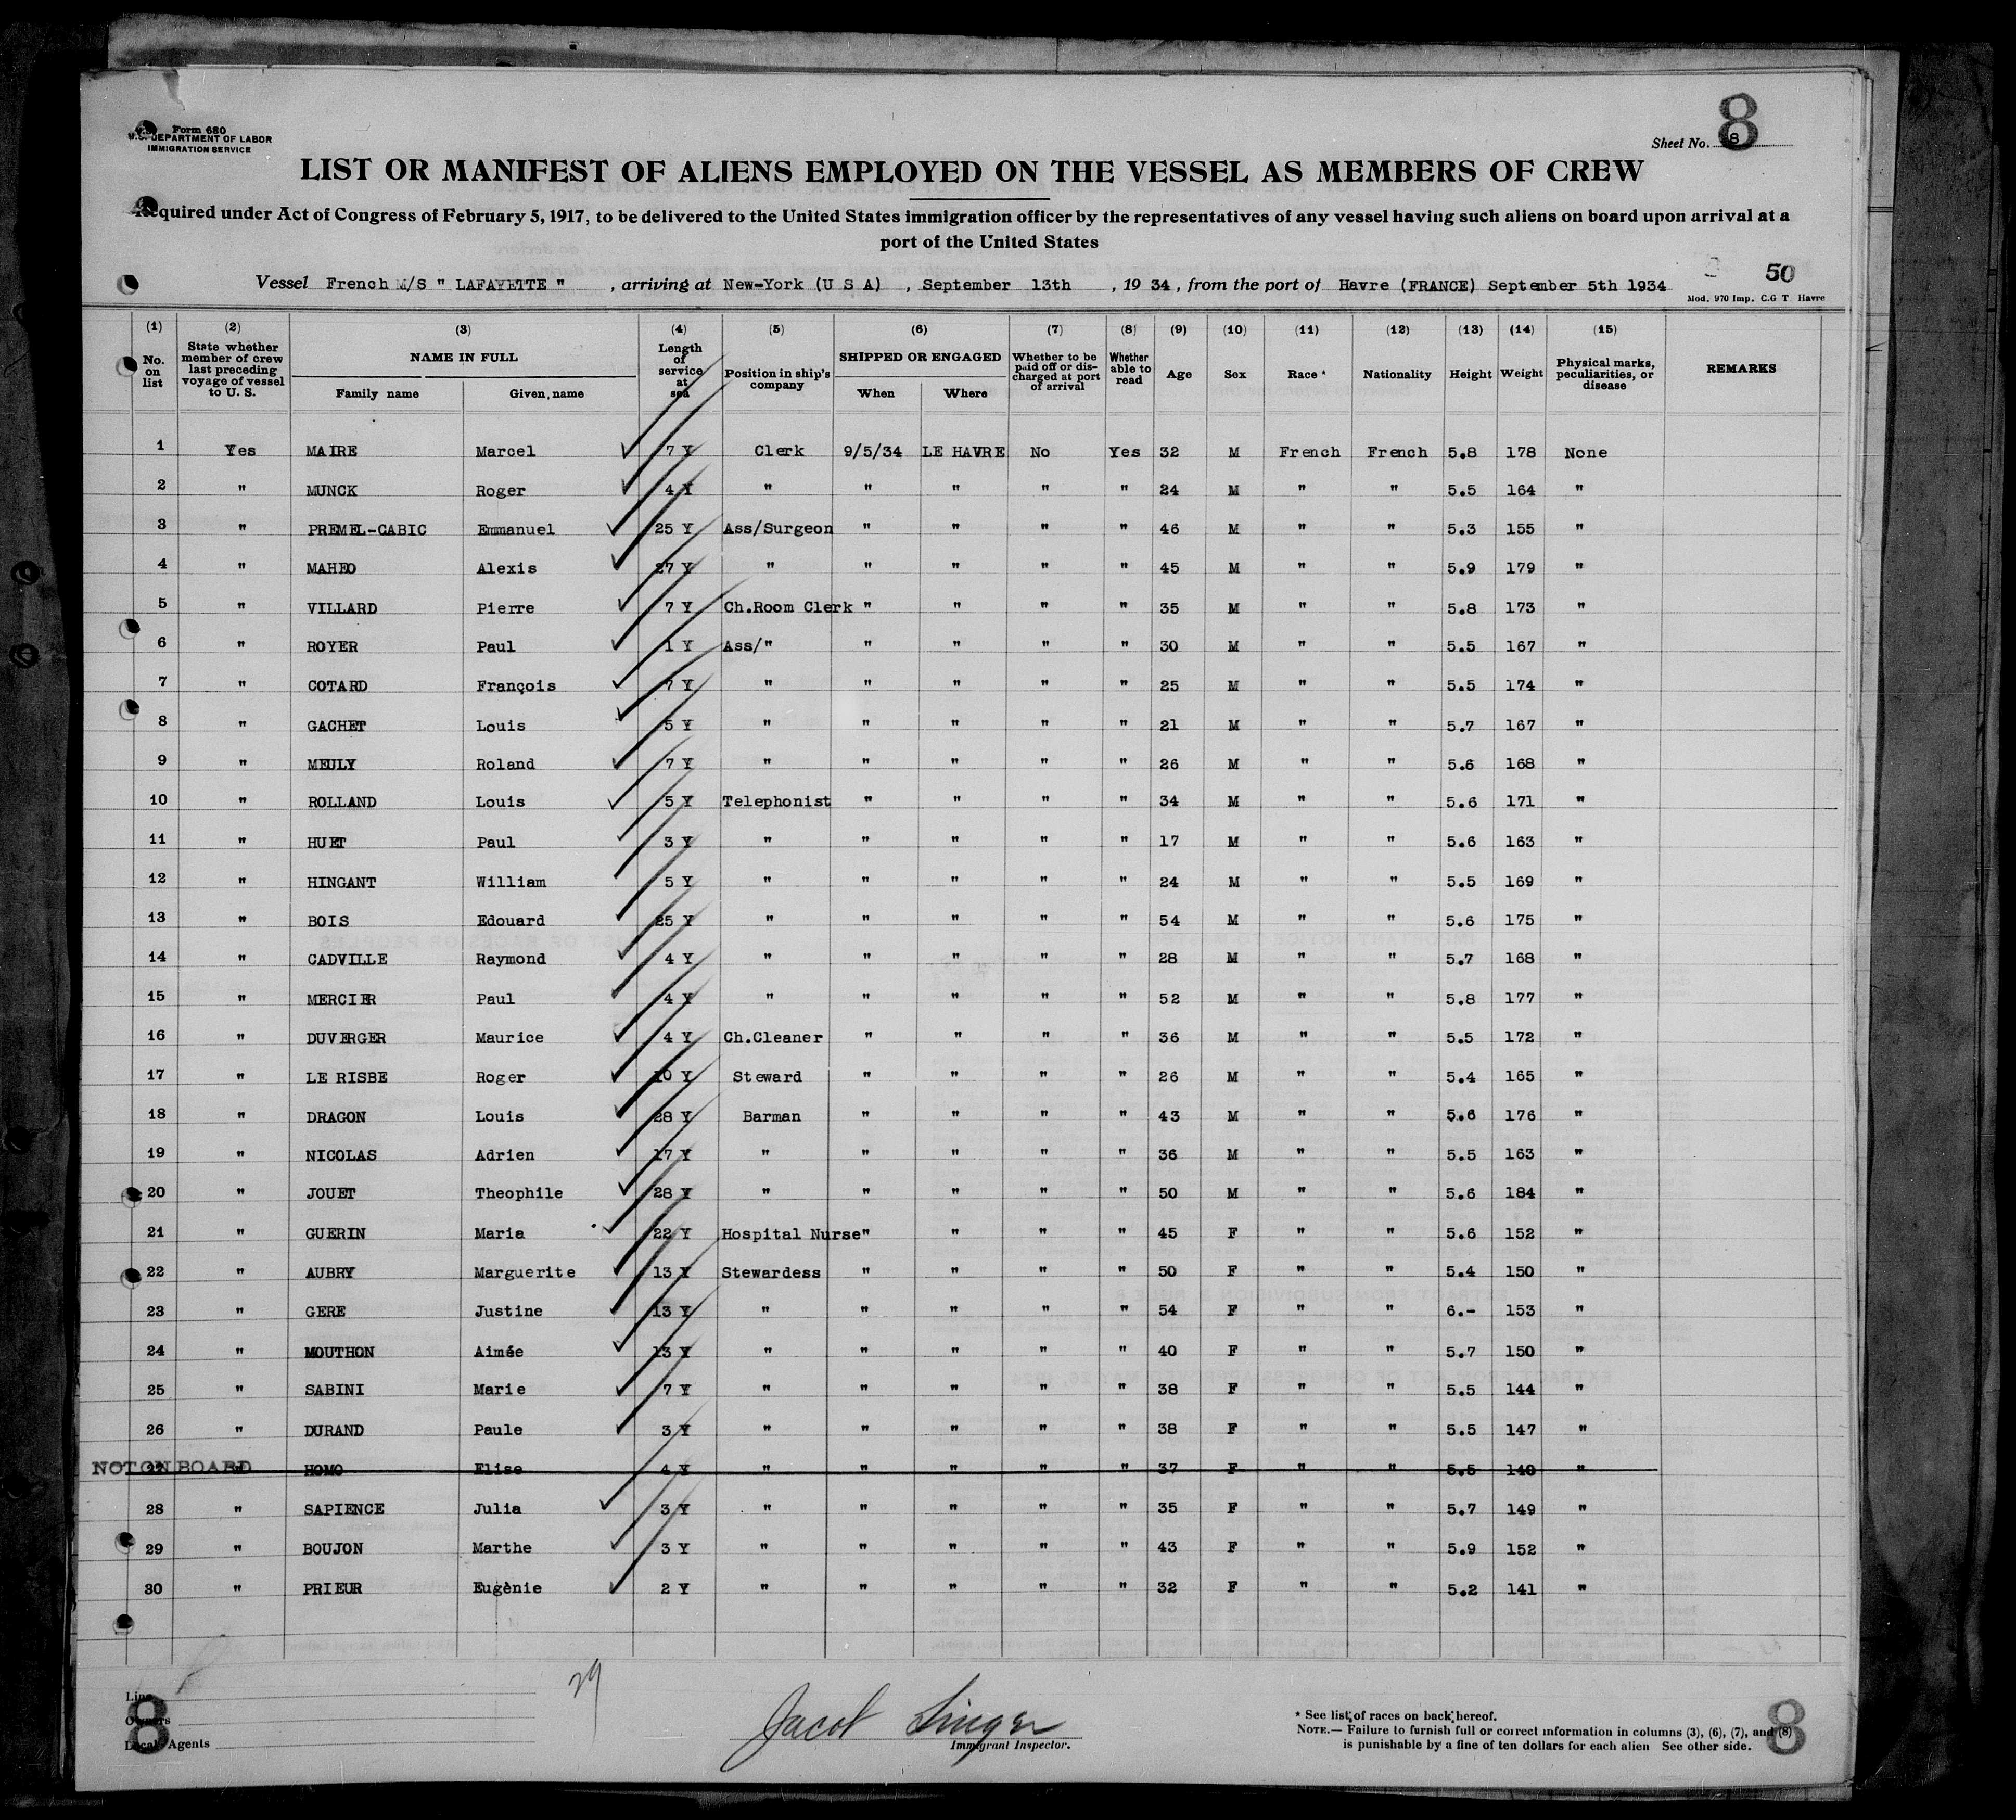 Form 680
U.S. DEPARTMENT OF LABOR
IMMIGRATION SERVICE
Sheet No. 8
8
LIST OR MANIFEST OF ALIENS EMPLOYED ON THE VESSEL AS MEMBERS OF CREW
Required under Act of Congress of February 5, 1917, to be delivered to the United States immigration officer by the representatives of any vessel having such aliens on board upon arrival at a
port of the United States
50
Vessel French M/S " LAFAYETTE " , arriving at New-York (U S A) , September 13th , 19 34 , from the port of Havre (FRANCE) September 5th 1934
Mod. 970 Imp. C.G T Havre
(1) (2) (3) (4) (5) (6) (7) (8) (9) (10) (11) (12) (13) (14) (15)
No. on list State whether member of crew last preceding voyage of vessel to U. S. NAME IN FULL Length of service at sea Position in ship's company SHIPPED OR ENGAGED Whether to be paid off or discharged at port of arrival Whether able to read Age Sex Race * Nationality Height Weight Physical marks, peculiarities, or disease REMARKS
Family name Given name When Where
1 Yes MAIRE Marcel 7 Y Clerk 9/5/34 LE HAVRE No Yes 32 M French French 5.8 178 None
2 " MUNCK Roger 4 Y " " " " " 24 M " " 5.5 164 "
3 " PREMEL-CABIC Emmanuel 25 Y Ass/Surgeon " " " " 46 M " " 5.3 155 "
4 " MAHEO Alexis 27 Y " " " " " 45 M " " 5.9 179 "
5 " VILLARD Pierre 7 Y Ch.Room Clerk " " " " 35 M " " 5.8 173 "
6 " ROYER Paul 1 Y Ass/" " " " " 30 M " " 5.5 167 "
7 " COTARD François 7 Y " " " " " 25 M " " 5.5 174 "
8 " GACHET Louis 5 Y " " " " " 21 M " " 5.7 167 "
9 " MEULY Roland 7 Y " " " " " 26 M " " 5.6 168 "
10 " ROLLAND Louis 5 Y Telephonist " " " " 34 M " " 5.6 171 "
11 " HUET Paul 3 Y " " " " " 17 M " " 5.6 163 "
12 " HINGANT William 5 Y " " " " " 24 M " " 5.5 169 "
13 " BOIS Edouard 25 Y " " " " " 54 M " " 5.6 175 "
14 " CADVILLE Raymond 4 Y " " " " " 28 M " " 5.7 168 "
15 " MERCIER Paul 4 Y " " " " " 52 M " " 5.8 177 "
16 " DUVERGER Maurice 4 Y Ch.Cleaner " " " " 36 M " " 5.5 172 "
17 " LE RISBE Roger 10 Y Steward " " " " 26 M " " 5.4 165 "
18 " DRAGON Louis 28 Y Barman " " " " 43 M " " 5.6 176 "
19 " NICOLAS Adrien 17 Y " " " " " 36 M " " 5.5 163 "
20 " JOUET Theophile 28 Y " " " " " 50 M " " 5.6 184 "
21 " GUERIN Maria 22 Y Hospital Nurse " " " " 45 F " " 5.6 152 "
22 " AUBRY Marguerite 13 Y Stewardess " " " " 50 F " " 5.4 150 "
23 " GERE Justine 13 Y " " " " " 54 F " " 6.- 153 "
24 " MOUTHON Aimée 13 Y " " " " " 40 F " " 5.7 150 "
25 " SABINI Marie 7 Y " " " " " 38 F " " 5.5 144 "
26 " DURAND Paule 3 Y " " " " " 38 F " " 5.5 147 "
NOT ON BOARD 27 " HOMO Elise 4 Y " " " " " 37 F " " 5.5 140 "
28 " SAPIENCE Julia 3 Y " " " " " 35 F " " 5.7 149 "
29 " BOUJON Marthe 3 Y " " " " " 43 F " " 5.9 152 "
30 " PRIEUR Eugènie 2 Y " " " " " 32 F " " 5.2 141 "
29
Line
Owners
Local Agents
8
Jacob Singer
Immigrant Inspector.
* See list of races on back hereof.
NOTE.— Failure to furnish full or correct information in columns (3), (6), (7), and (8)
is punishable by a fine of ten dollars for each alien See other side.
8